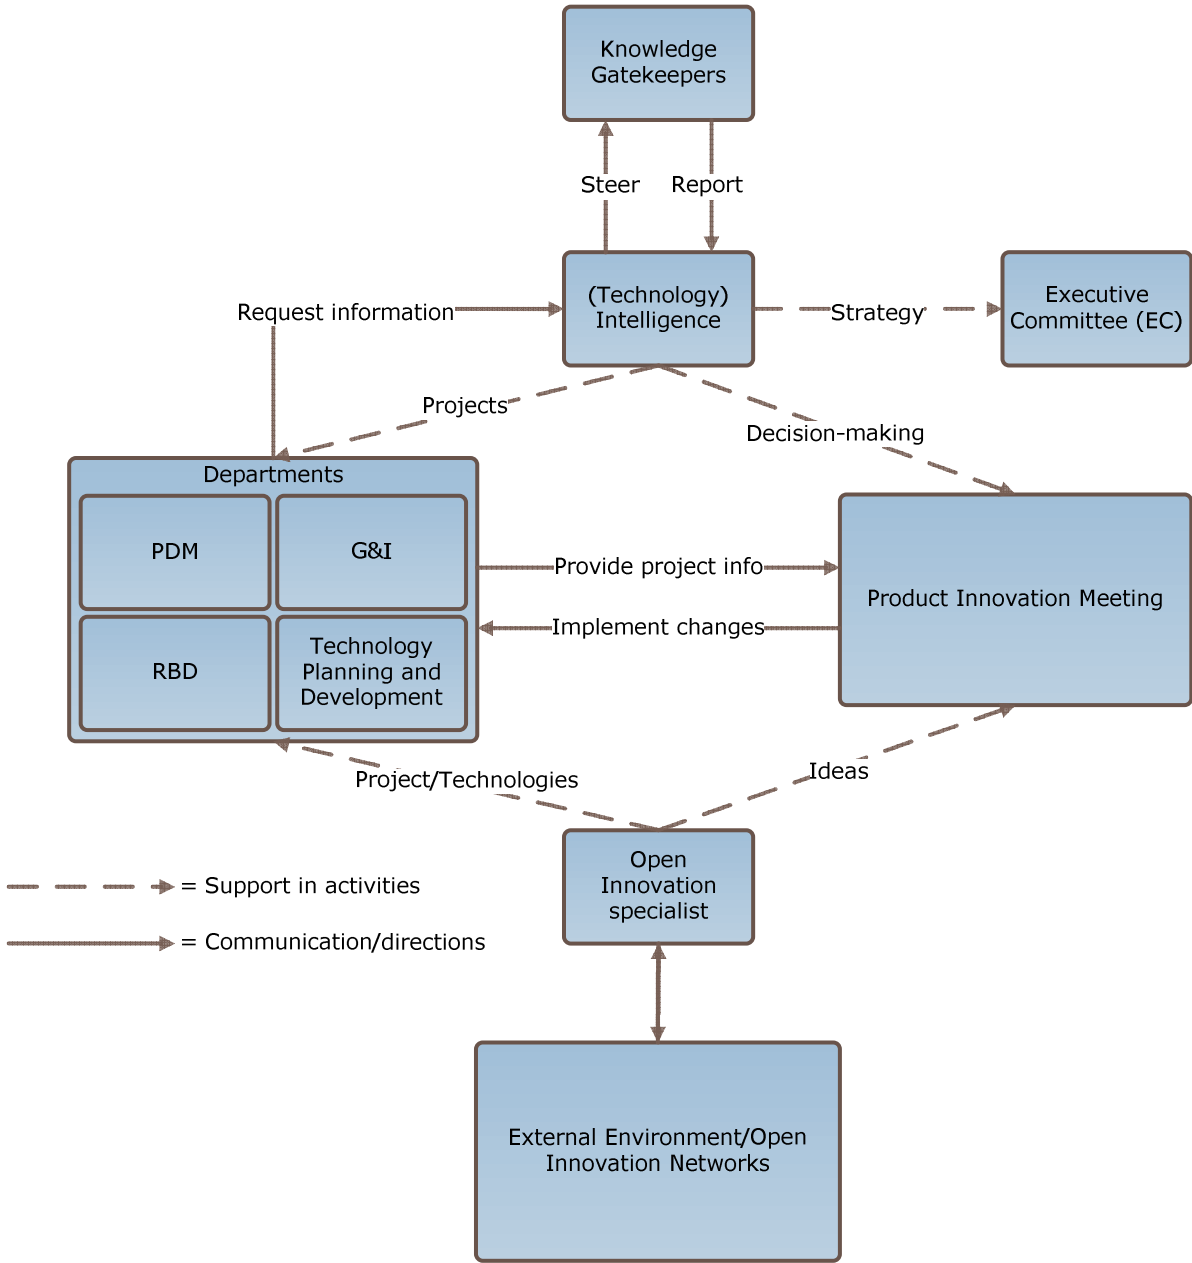 Knowledge
Gatekeepers
Steer
Report
(Technology)
Intelligence
Executive
Committee (EC)
Request information
Strategy
Projects
Decision-making
Departments
PDM
G&I
RBD
Technology
Planning and
Development
Provide project info
Implement changes
Product Innovation Meeting
Project/Technologies
Ideas
Open
Innovation
specialist
= Support in activities
= Communication/directions
External Environment/Open
Innovation Networks